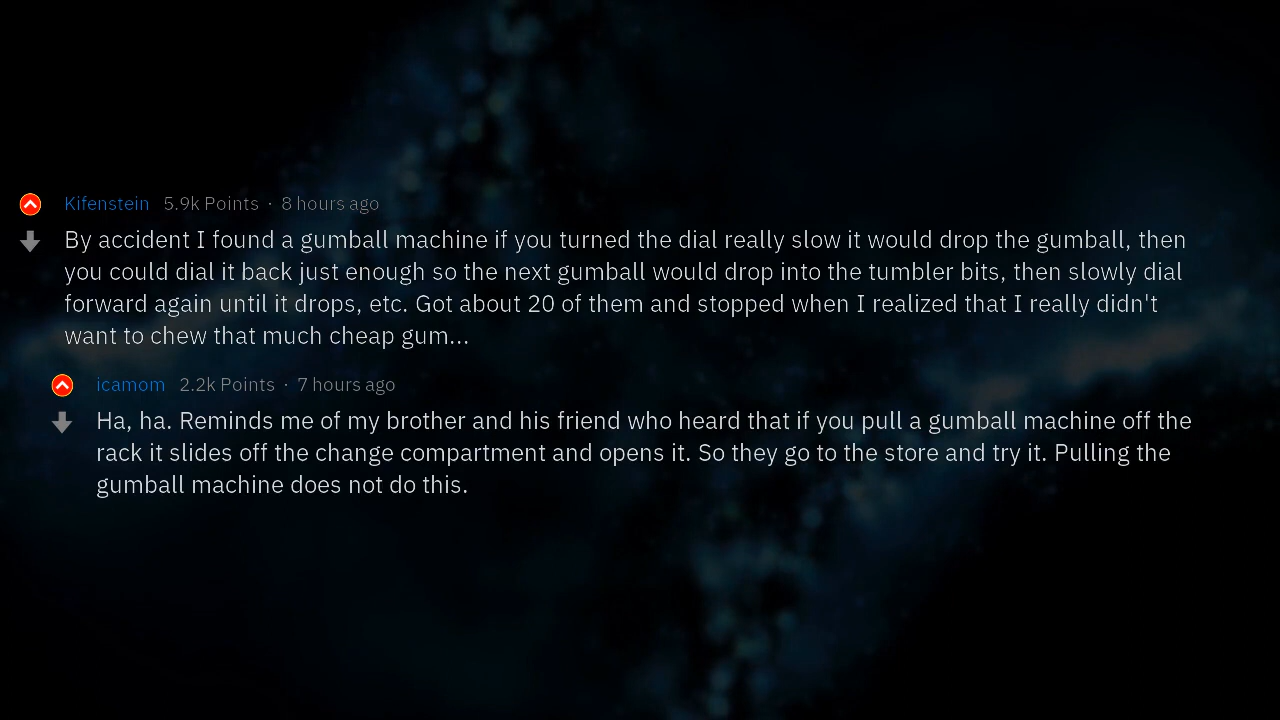 Kifenstein 5.9k Points · 8 hours ago
By accident I found a gumball machine if you turned the dial really slow it would drop the gumball, then
you could dial it back just enough so the next gumball would drop into the tumbler bits, then slowly dial
forward again until it drops, etc. Got about 20 of them and stopped when I realized that I really didn't
want to chew that much cheap gum...
icamom 2.2k Points · 7 hours ago
Ha, ha. Reminds me of my brother and his friend who heard that if you pull a gumball machine off the
rack it slides off the change compartment and opens it. So they go to the store and try it. Pulling the
gumball machine does not do this.